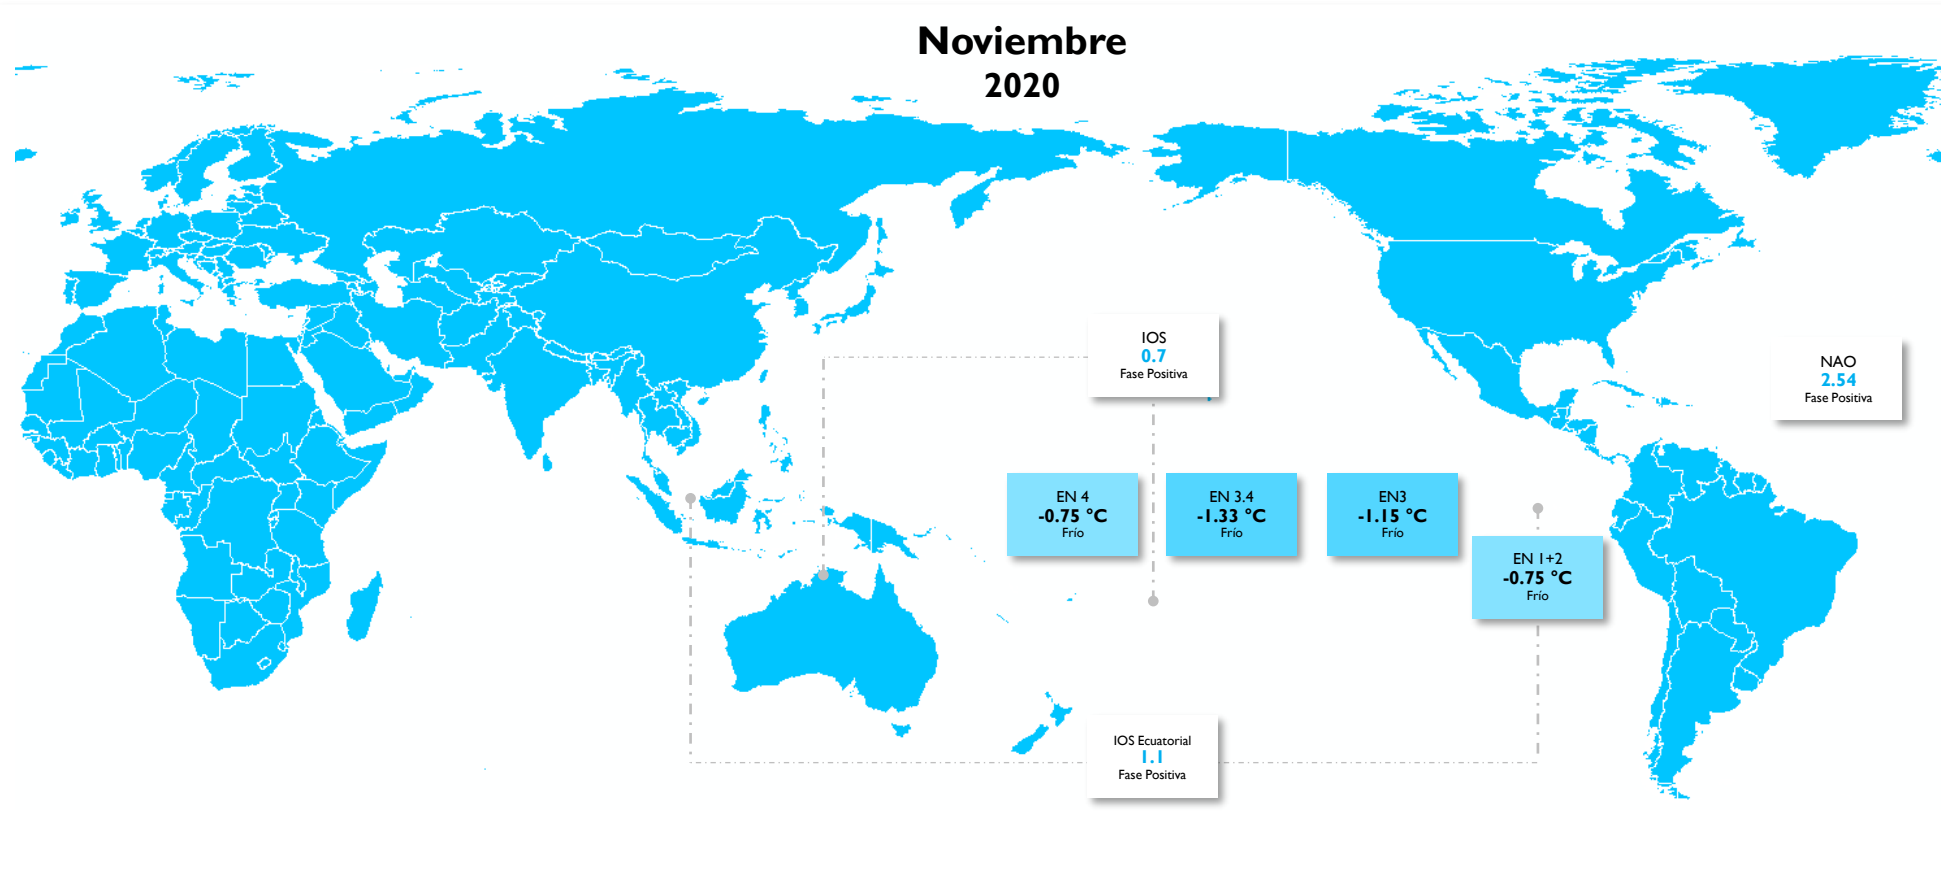 Noviembre
2020
IOS
0.7
Fase Positiva
NAO
2.54
Fase Positiva
EN 4
-0.75 °C
Frío
EN 3.4
-1.33 °C
Frío
EN3
-1.15 °C
Frío
EN 1+2
-0.75 °C
Frío
IOS Ecuatorial
1.1
Fase Positiva